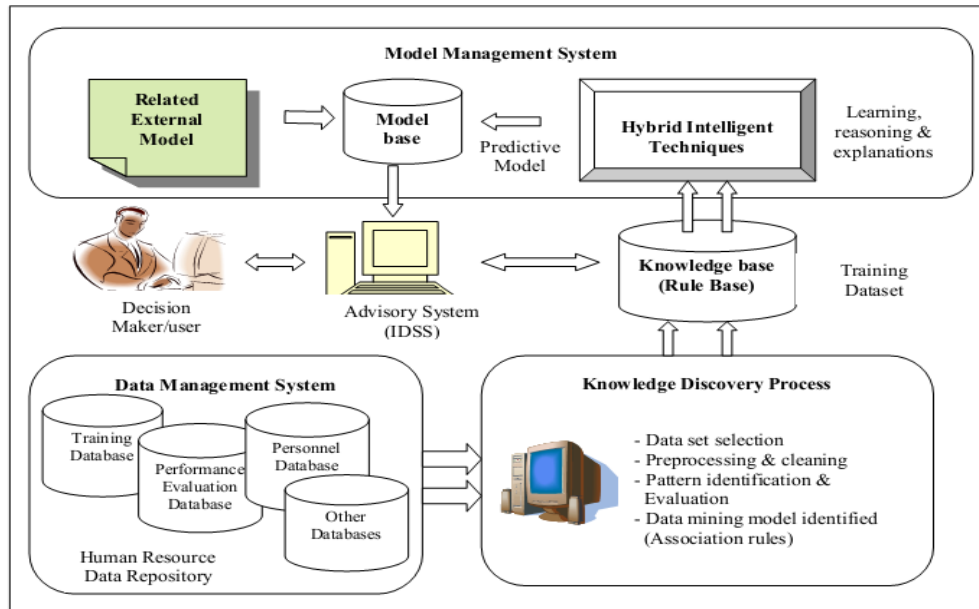 Model Management System
Related
External
Model
Model
base
Predictive
Model
Hybrid Intelligent
Techniques
Learning,
reasoning &
explanations
Decision
Maker/user
Advisory System
(IDSS)
Knowledge base
(Rule Base)
Training
Dataset
Data Management System
Training
Database
Performance
Evaluation
Database
Personnel
Database
Other
Databases
Human Resource
Data Repository
Knowledge Discovery Process
- Data set selection
- Preprocessing & cleaning
- Pattern identification &
Evaluation
- Data mining model identified
(Association rules)